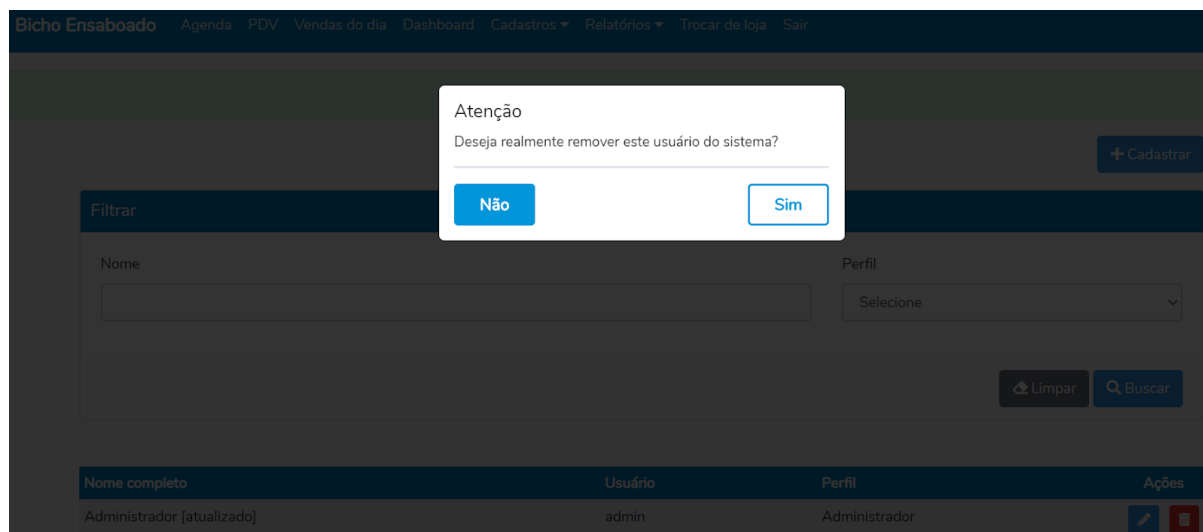 Bicho Ensaboado Agenda PDV Vendas do dia Dashboard Cadastros Relatórios Trocar de loja Sair
Atenção
Deseja realmente remover este usuário do sistema?
Não Sim
Cadastrar
Filtrar
Nome Perfil
Selecione
Limpar Buscar
Nome completo Usuário Perfil Ações
Administrador [atualizado] admin Administrador